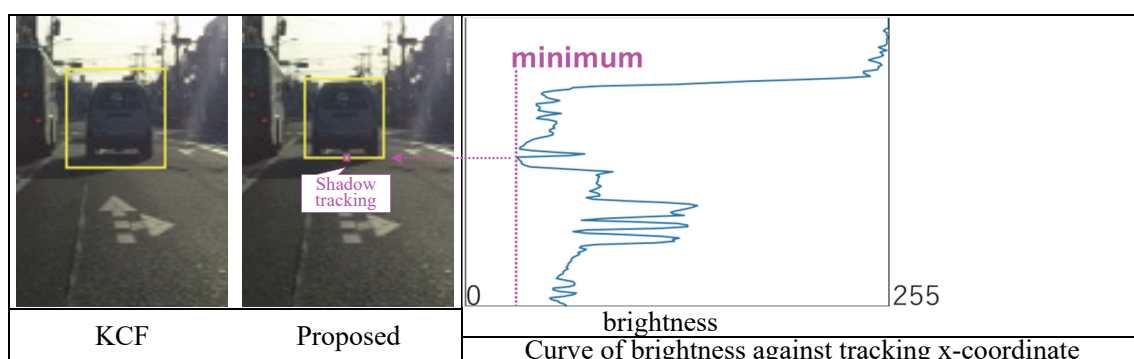 minimum
Shadow
tracking
0
255
brightness
KCF
Proposed
Curve of brightness against tracking x-coordinate